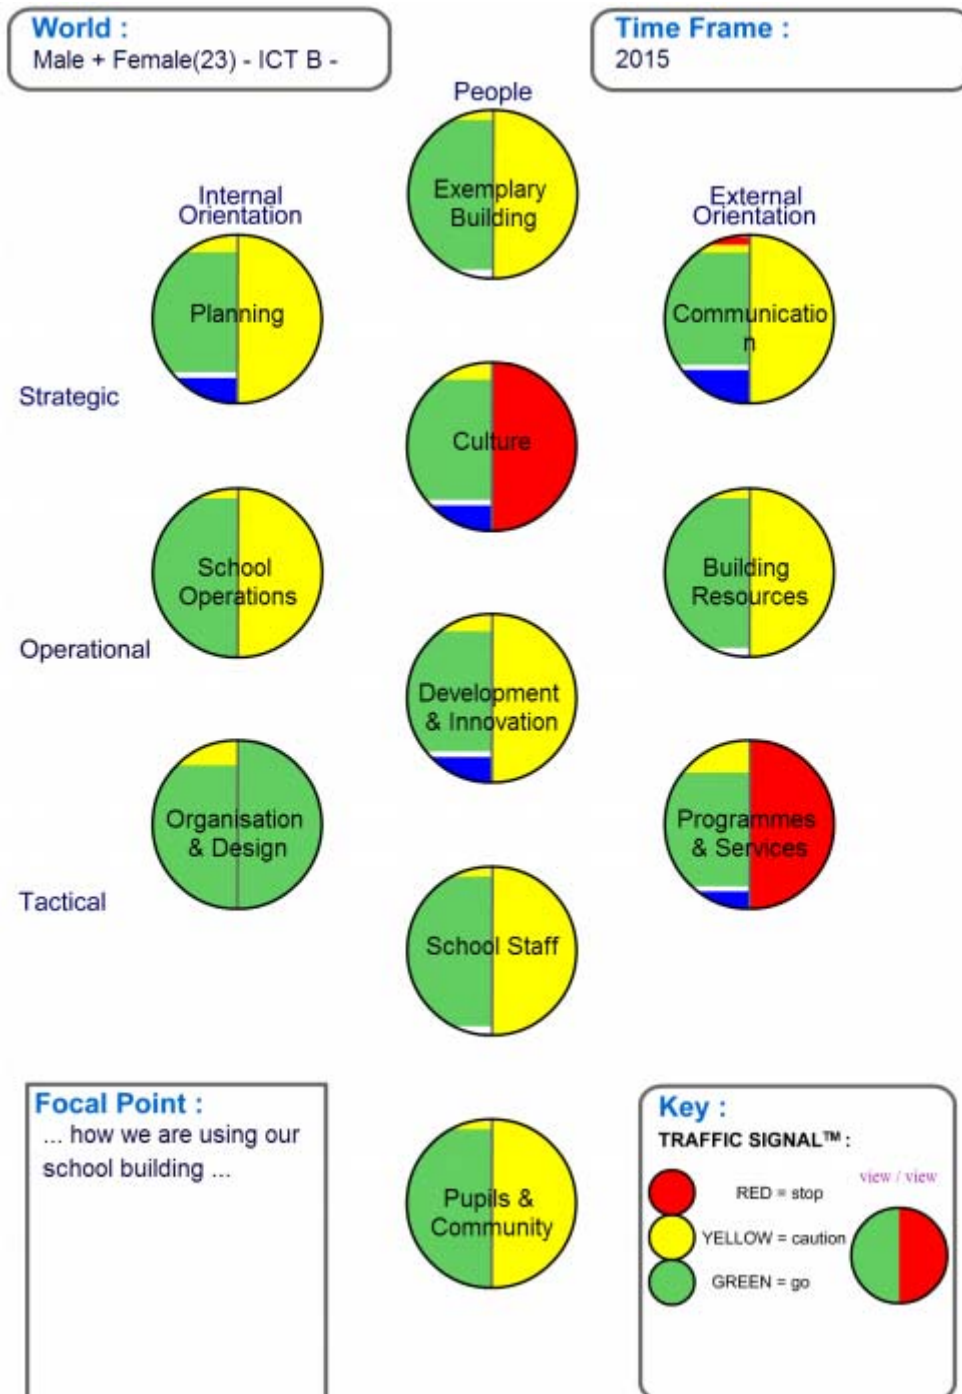 World :
Male + Female(23) - ICT B -
Time Frame :
2015
People
Exemplary
Building
Internal
Orientation
External
Orientation
Planning
Communicatio
n
Strategic
Culture
School
Operations
Building
Resources
Operational
Development
& Innovation
Organisation
& Design
Programmes
& Services
Tactical
School Staff
Focal Point :
... how we are using our
school building ...
Pupils &
Community
Key :
TRAFFIC SIGNAL™ :
view / view
RED = stop
YELLOW = caution
GREEN = go